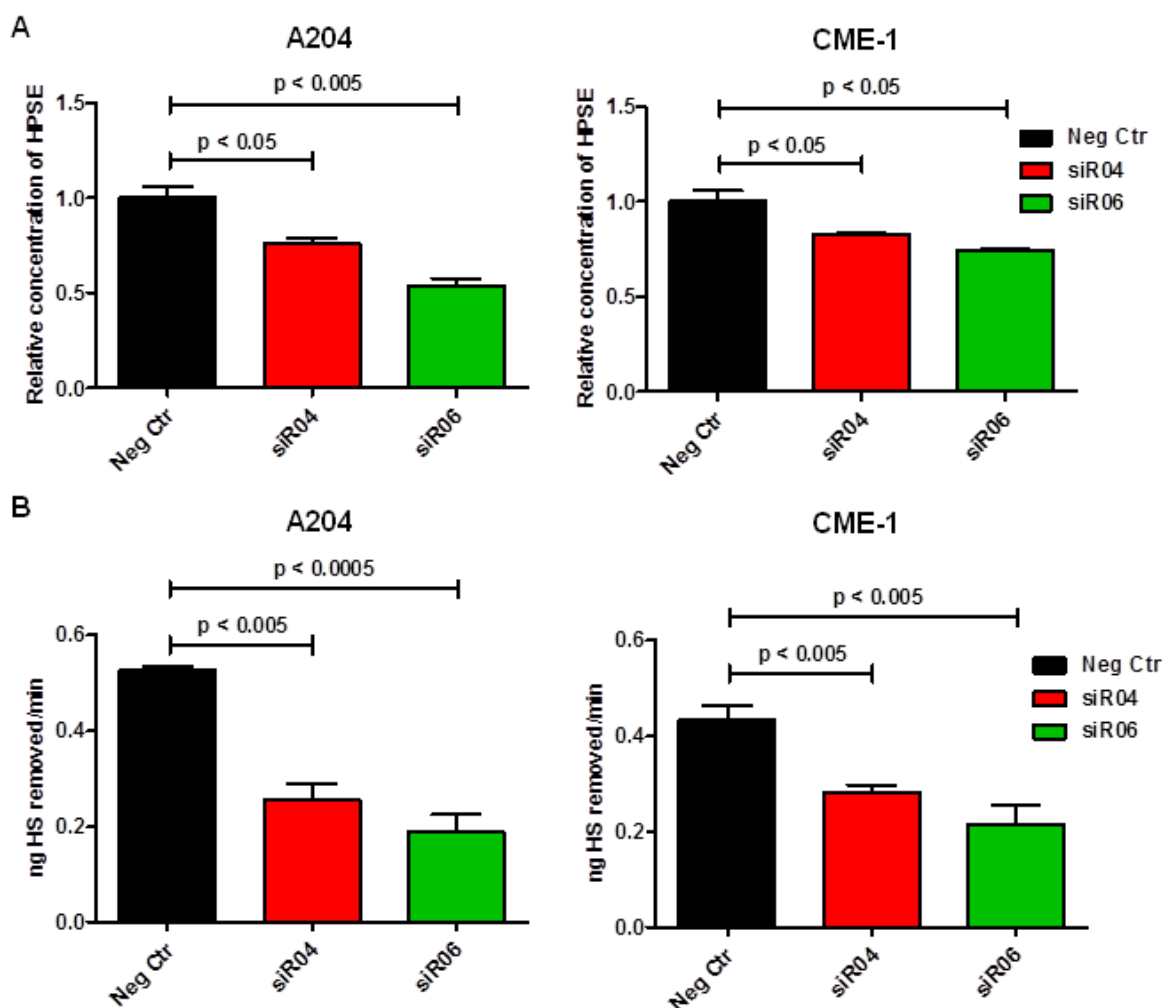 A
A204
CME-1
p < 0.005
p < 0.05
Relative concentration of HPSE
1.5
1.0
0.5
0.0
Neg Ctr
siR04
siR06
p < 0.05
p < 0.05
Relative concentration of HPSE
1.5
1.0
0.5
0.0
Neg Ctr
siR04
siR06
Neg Ctr
siR04
siR06
B
A204
CME-1
p < 0.0005
p < 0.005
ng HS removed/min
0.6
0.4
0.2
0.0
Neg Ctr
siR04
siR06
p < 0.005
p < 0.005
ng HS removed/min
0.6
0.4
0.2
0.0
Neg Ctr
siR04
siR06
Neg Ctr
siR04
siR06